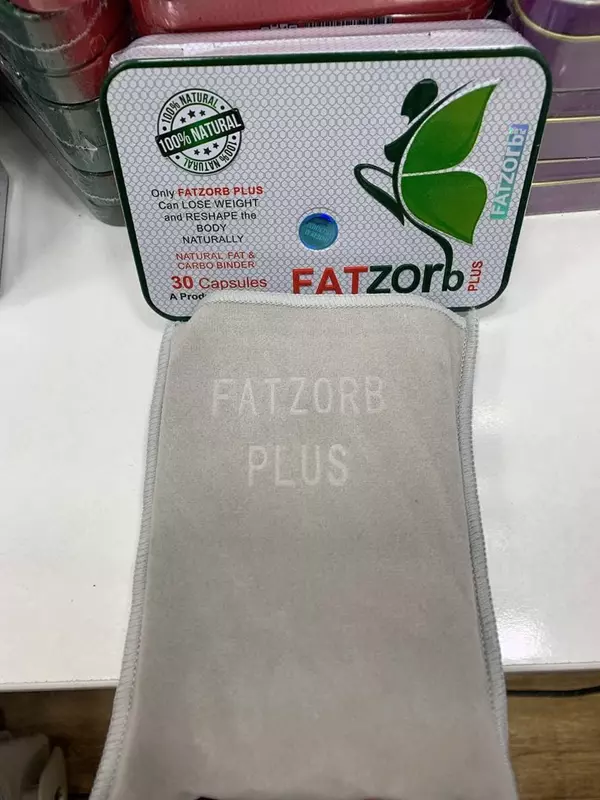 100% NATURAL
100% NATURAL
100% NATURAL
Only FATZORB PLUS
Can LOSE WEIGHT
and RESHAPE the
BODY
NATURALLY
NATURAL FAT &
CARBO BINDER
30 Capsules
FATzorb
PLUS
FATzorb
FATZORB
PLUS